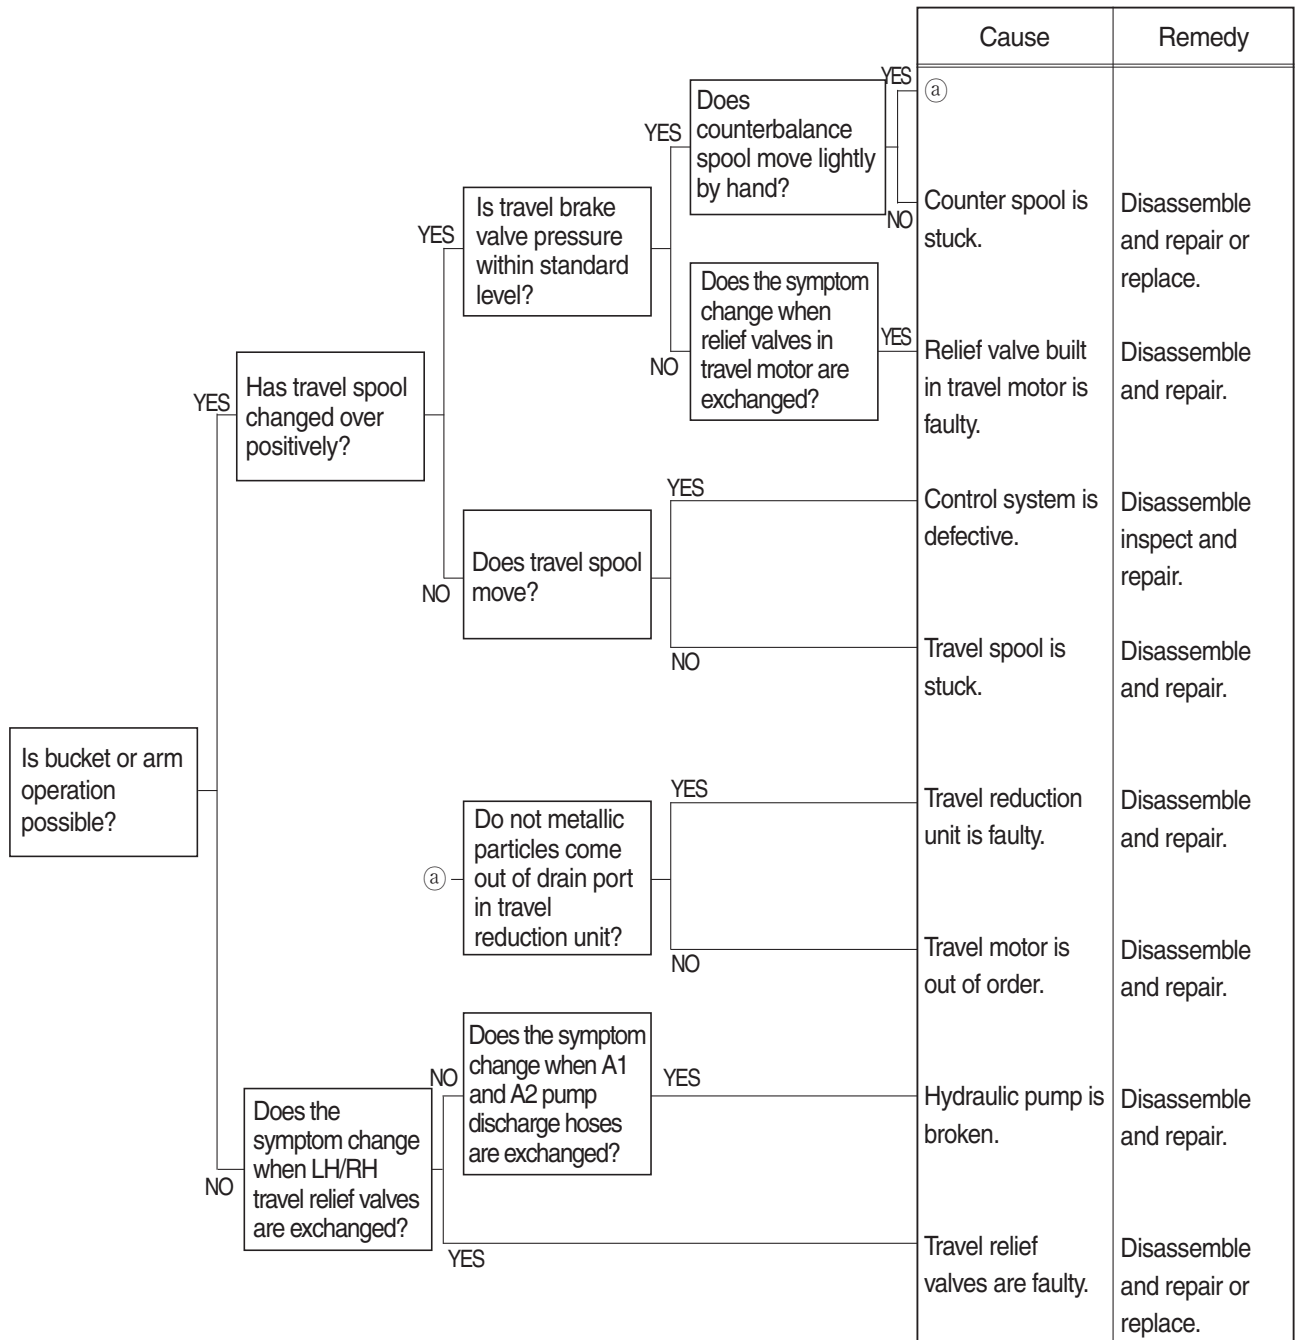 Cause
Remedy
YES
ⓐ
Does
counterbalance
spool move lightly
by hand?
YES
NO
Counter spool is
stuck.
Disassemble
and repair or
replace.
Is travel brake
valve pressure
within standard
level?
YES
Does the symptom
change when
relief valves in
travel motor are
exchanged?
NO
YES
Relief valve built
in travel motor is
faulty.
Disassemble
and repair.
Has travel spool
changed over
positively?
YES
YES
Control system is
defective.
Disassemble
inspect and
repair.
Does travel spool
move?
NO
NO
Travel spool is
stuck.
Disassemble
and repair.
Is bucket or arm
operation
possible?
YES
Travel reduction
unit is faulty.
Disassemble
and repair.
ⓐ
Do not metallic
particles come
out of drain port
in travel
reduction unit?
NO
Travel motor is
out of order.
Disassemble
and repair.
Does the symptom
change when A1
and A2 pump
discharge hoses
are exchanged?
NO
YES
Hydraulic pump is
broken.
Disassemble
and repair.
Does the
symptom change
when LH/RH
travel relief valves
are exchanged?
NO
YES
Travel relief
valves are faulty.
Disassemble
and repair or
replace.